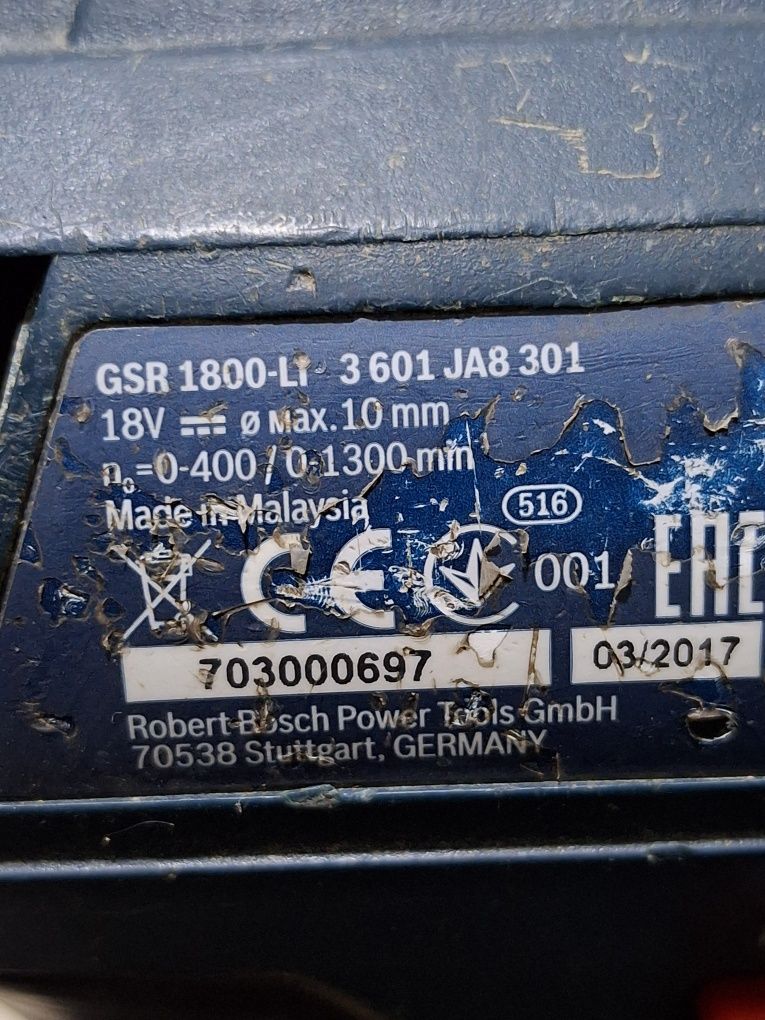 GSR 1800-LI 3 601 JA8 301
18V ⎓ ø MAX. 10 mm
n₀=0-400 / 0-1300 min
Made in Malaysia 516
CE 001 EAC
703000697 03/2017
Robert Bosch Power Tools GmbH
70538 Stuttgart, GERMANY